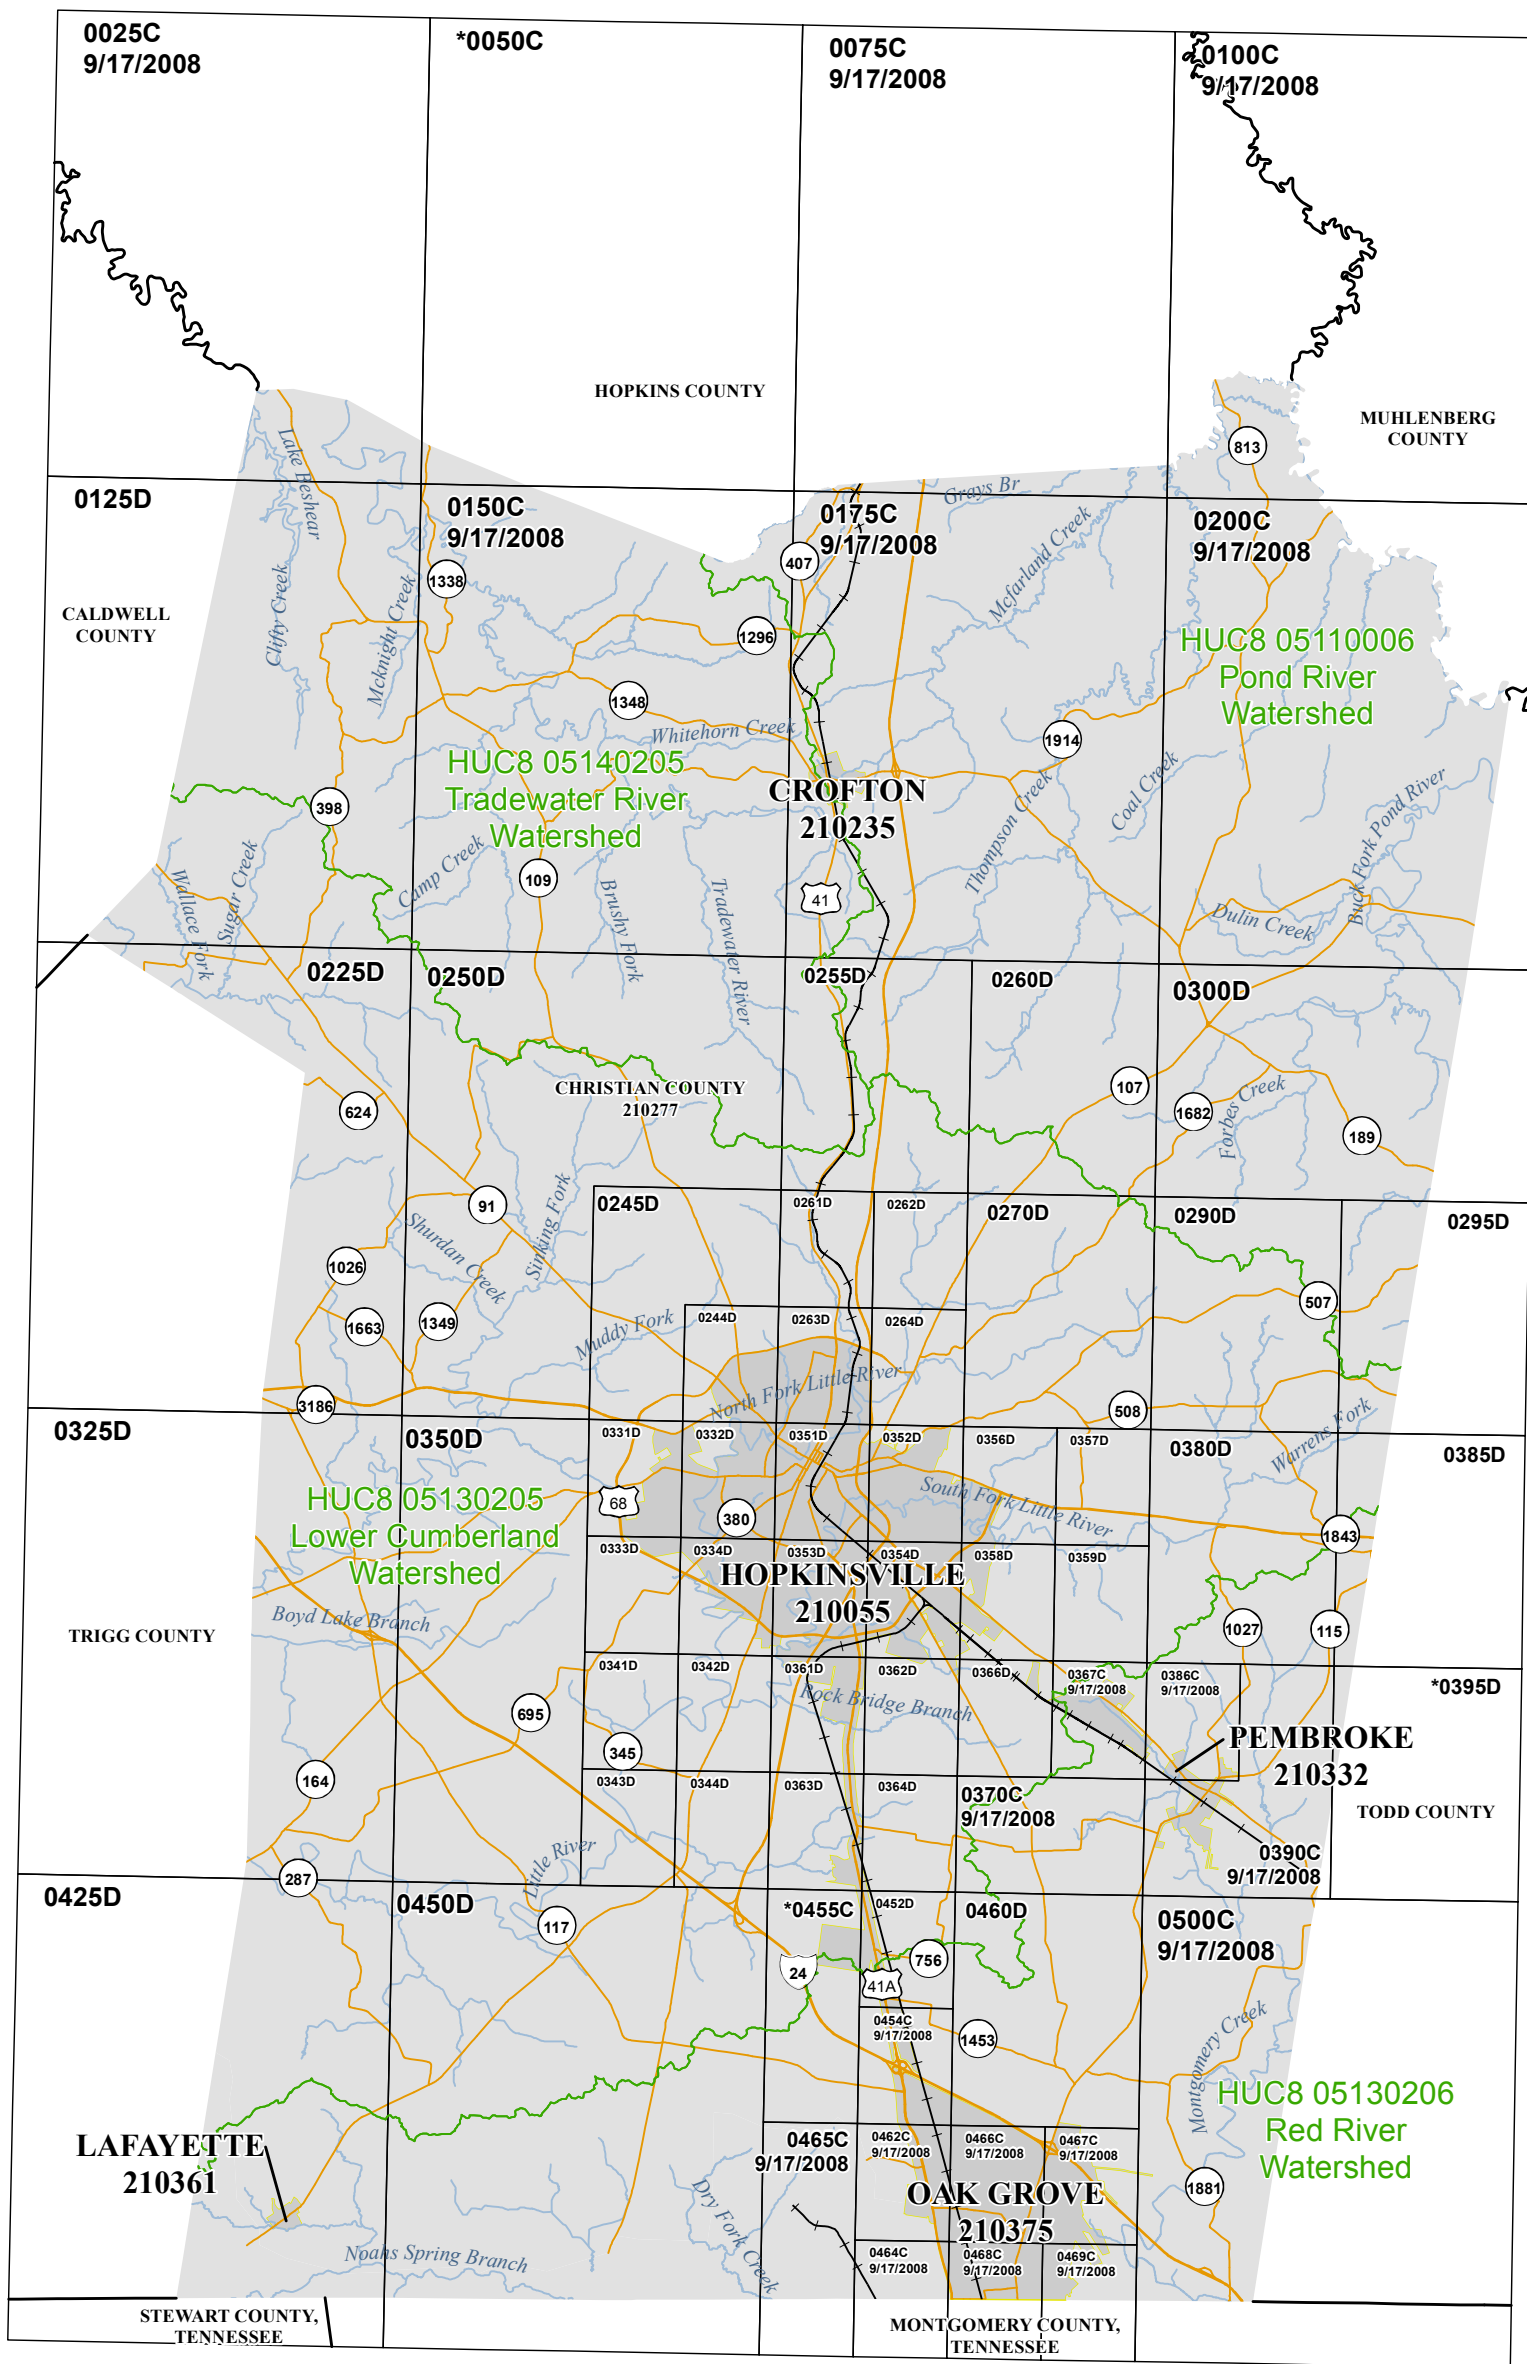 0025C
9/17/2008
*0050C
0075C
9/17/2008
0100C
9/17/2008
HOPKINS COUNTY
MUHLENBERG
COUNTY
813
Lake Beshear
Grays Br
0125D
0150C
9/17/2008
0175C
9/17/2008
0200C
9/17/2008
407
1338
Mcfarland Creek
Clifty Creek
Mcknight Creek
CALDWELL
COUNTY
1296
HUC8 05110006
Pond River
Watershed
1348
Whitehorn Creek
1914
HUC8 05140205
Tradewater River
Watershed
CROFTON
210235
398
Coal Creek
Thompson Creek
Buck Fork Pond River
Camp Creek
109
41
Sugar Creek
Wallace Fork
Brushy Fork
Tradewater River
Dulin Creek
0225D
0250D
0255D
0260D
0300D
CHRISTIAN COUNTY
210277
107
624
1682
Forbes Creek
189
91
0245D
0261D
0262D
0270D
0290D
0295D
Sinking Fork
Shurdan Creek
1026
507
1663
1349
Muddy Fork
0244D
0263D
0264D
North Fork Little River
3186
508
Warrens Fork
0325D
0350D
0331D
0332D
0351D
0352D
0356D
0357D
0380D
0385D
HUC8 05130205
Lower Cumberland
Watershed
68
380
South Fork Little River
1843
0333D
0334D
0353D
0354D
0358D
0359D
HOPKINSVILLE
210055
Boyd Lake Branch
TRIGG COUNTY
1027
115
0341D
0342D
0361D
0362D
0366D
0367C
9/17/2008
0386C
9/17/2008
*0395D
Rock Bridge Branch
695
345
PEMBROKE
210332
164
0343D
0344D
0363D
0364D
0370C
9/17/2008
TODD COUNTY
0390C
9/17/2008
Little River
287
0425D
0450D
*0455C
0452D
0460D
0500C
9/17/2008
117
24
756
41A
0454C
9/17/2008
1453
Montgomery Creek
HUC8 05130206
Red River
Watershed
LAFAYETTE
210361
0465C
9/17/2008
0462C
9/17/2008
0466C
9/17/2008
0467C
9/17/2008
1881
OAK GROVE
210375
Dry Fork Creek
Noahs Spring Branch
0464C
9/17/2008
0468C
9/17/2008
0469C
9/17/2008
STEWART COUNTY,
TENNESSEE
MONTGOMERY COUNTY,
TENNESSEE